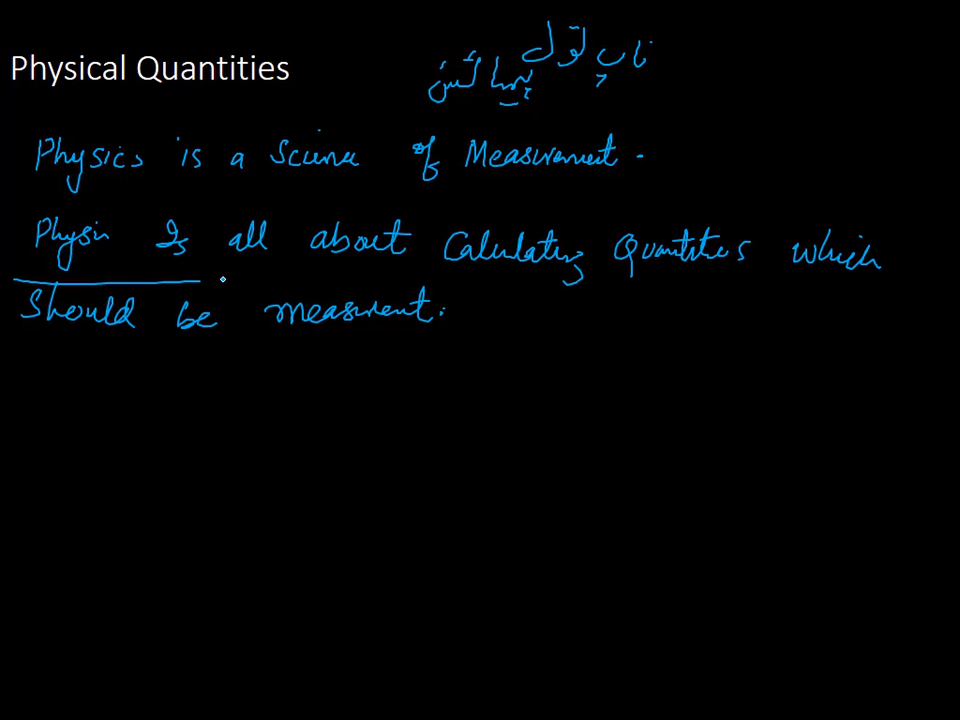 Physical Quantities
ناپ تول
پیمائش
Physics is a Science of Measurement.
Physics Is all about Calculating Quantities which
should be measurent.